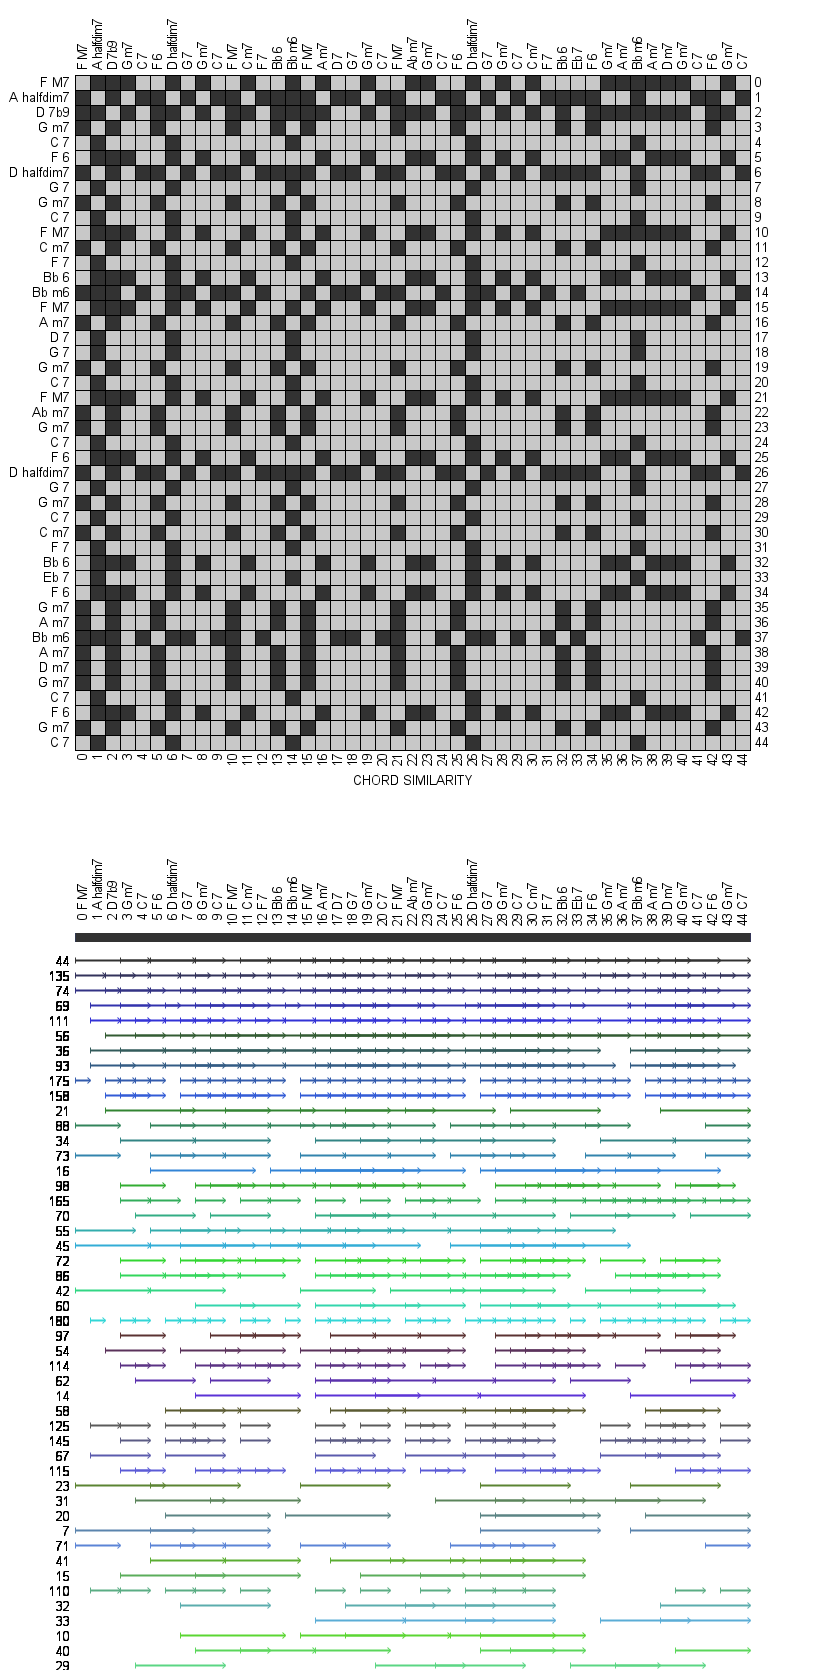 F M7 A halfdim7 D 7b9 G m7 C 7 F 6 D halfdim7 G 7 G m7 C 7 F M7 C m7 F 7 Bb 6 Bb m6 F M7 A m7 D 7 G 7 G m7 C 7 F M7 Ab m7 G m7 C 7 F 6 D halfdim7 G 7 G m7 C 7 C m7 F 7 Bb 6 Eb 7 F 6 G m7 A m7 Bb m6 A m7 D m7 G m7 C 7 F 6 G m7 C 7
F M7 0
A halfdim7 1
D 7b9 2
G m7 3
C 7 4
F 6 5
D halfdim7 6
G 7 7
G m7 8
C 7 9
F M7 10
C m7 11
F 7 12
Bb 6 13
Bb m6 14
F M7 15
A m7 16
D 7 17
G 7 18
G m7 19
C 7 20
F M7 21
Ab m7 22
G m7 23
C 7 24
F 6 25
D halfdim7 26
G 7 27
G m7 28
C 7 29
C m7 30
F 7 31
Bb 6 32
Eb 7 33
F 6 34
G m7 35
A m7 36
Bb m6 37
A m7 38
D m7 39
G m7 40
C 7 41
F 6 42
G m7 43
C 7 44
0 1 2 3 4 5 6 7 8 9 10 11 12 13 14 15 16 17 18 19 20 21 22 23 24 25 26 27 28 29 30 31 32 33 34 35 36 37 38 39 40 41 42 43 44
CHORD SIMILARITY
0 F M7 1 A halfdim7 2 D 7b9 3 G m7 4 C 7 5 F 6 6 D halfdim7 7 G 7 8 G m7 9 C 7 10 F M7 11 C m7 12 F 7 13 Bb 6 14 Bb m6 15 F M7 16 A m7 17 D 7 18 G 7 19 G m7 20 C 7 21 F M7 22 Ab m7 23 G m7 24 C 7 25 F 6 26 D halfdim7 27 G 7 28 G m7 29 C 7 30 C m7 31 F 7 32 Bb 6 33 Eb 7 34 F 6 35 G m7 36 A m7 37 Bb m6 38 A m7 39 D m7 40 G m7 41 C 7 42 F 6 43 G m7 44 C 7
44
135
74
69
111
56
36
93
175
159
21
88
34
73
16
98
165
70
55
45
72
86
42
60
180
97
54
114
62
14
58
125
145
67
115
23
31
20
7
71
41
15
110
32
33
10
40
29